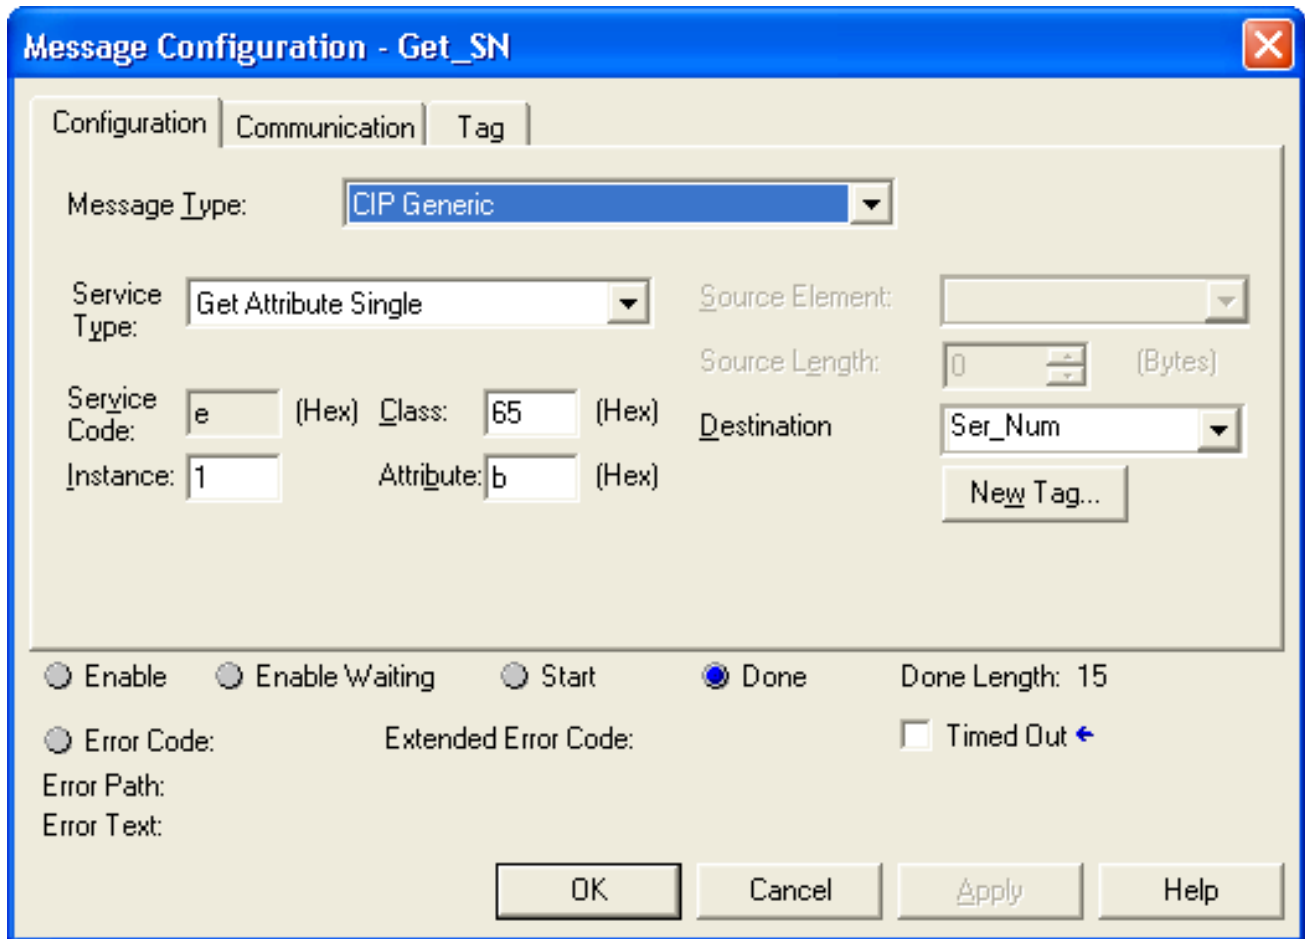 Message Configuration - Get_SN
Configuration
Communication
Tag
Message Type:
CIP Generic
Service Type:
Get Attribute Single
Source Element:
Source Length:
0
(Bytes)
Service Code:
e
(Hex)
Class:
65
(Hex)
Destination
Ser_Num
Instance:
1
Attribute:
b
(Hex)
New Tag...
Enable
Enable Waiting
Start
Done
Done Length: 15
Error Code:
Extended Error Code:
Timed Out
Error Path:
Error Text:
OK
Cancel
Apply
Help